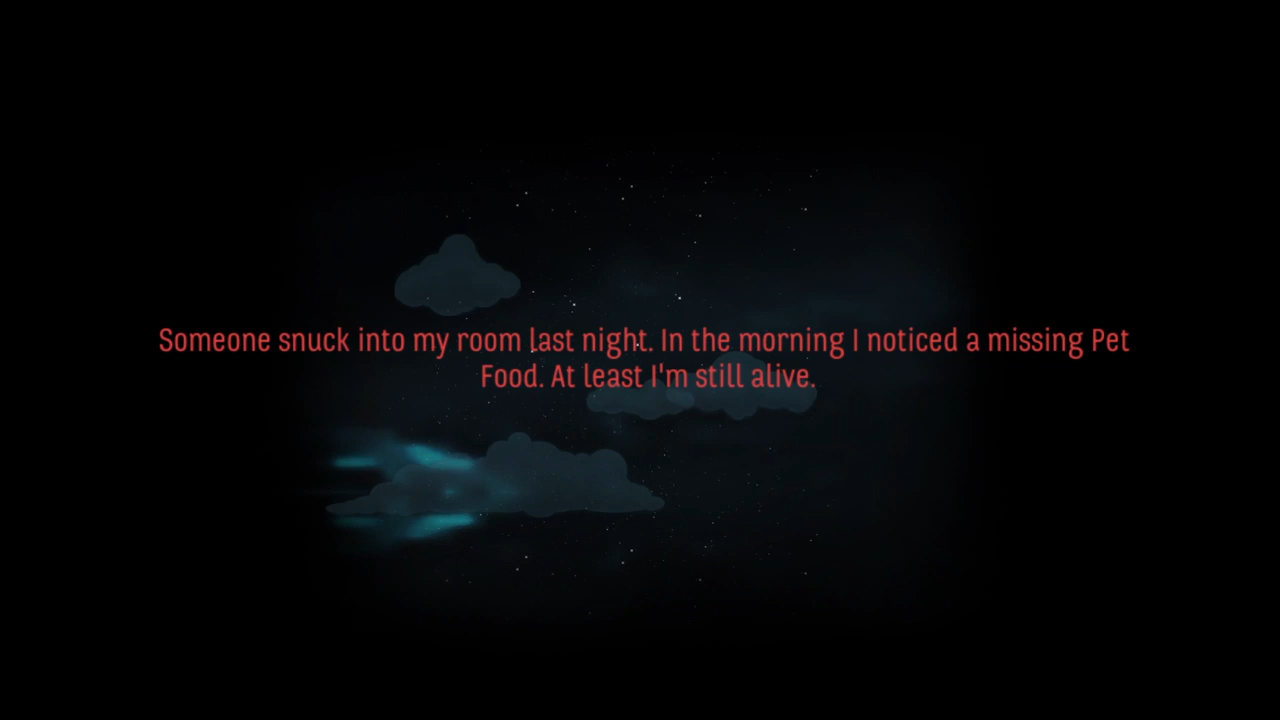 Someone snuck into my room last night. In the morning I noticed a missing Pet
Food. At least I'm still alive.